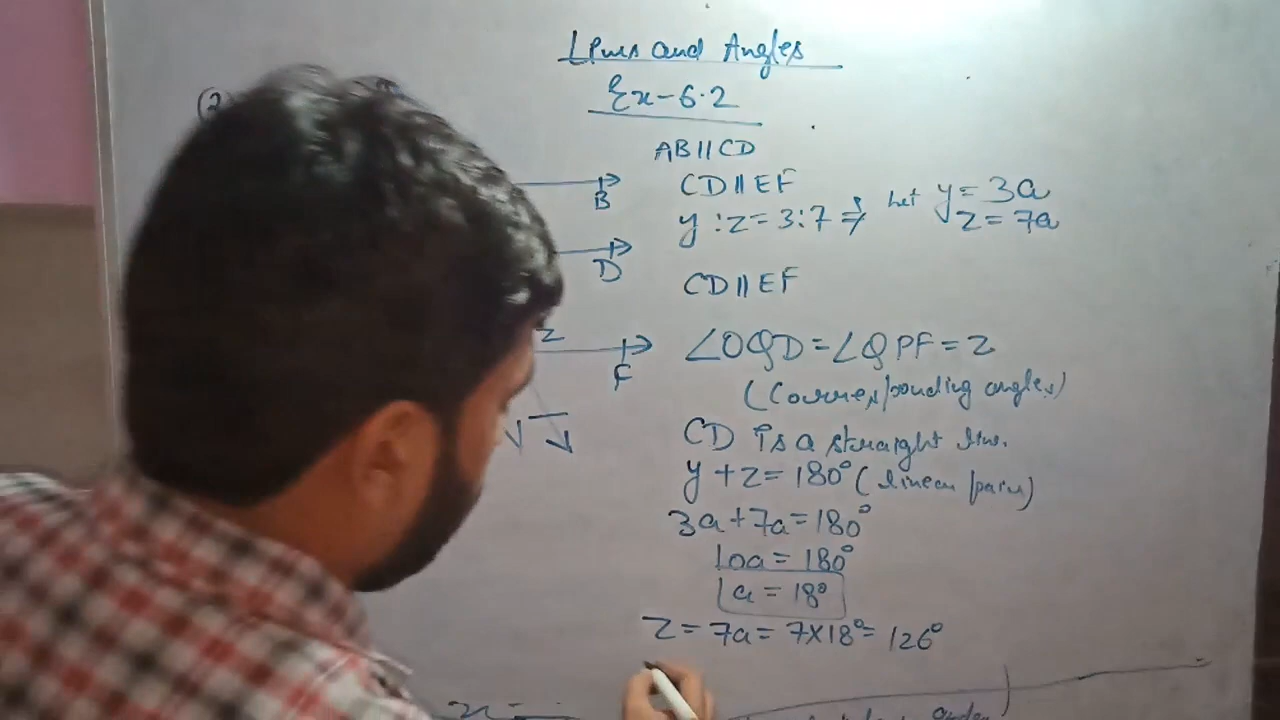 Lines and Angles
Ex-6.2
(2)
AB||CD
B
CD||EF
y:z=3:7 ⇒ Let y=3a
z=7a
D
CD||EF
z
F
∠OQD=∠QPF=z
(Corresponding angles)
CD is a straight line.
y+z=180° (linear pair)
3a+7a=180°
10a=180°
a=18°
z=7a=7×18°=126°
x=